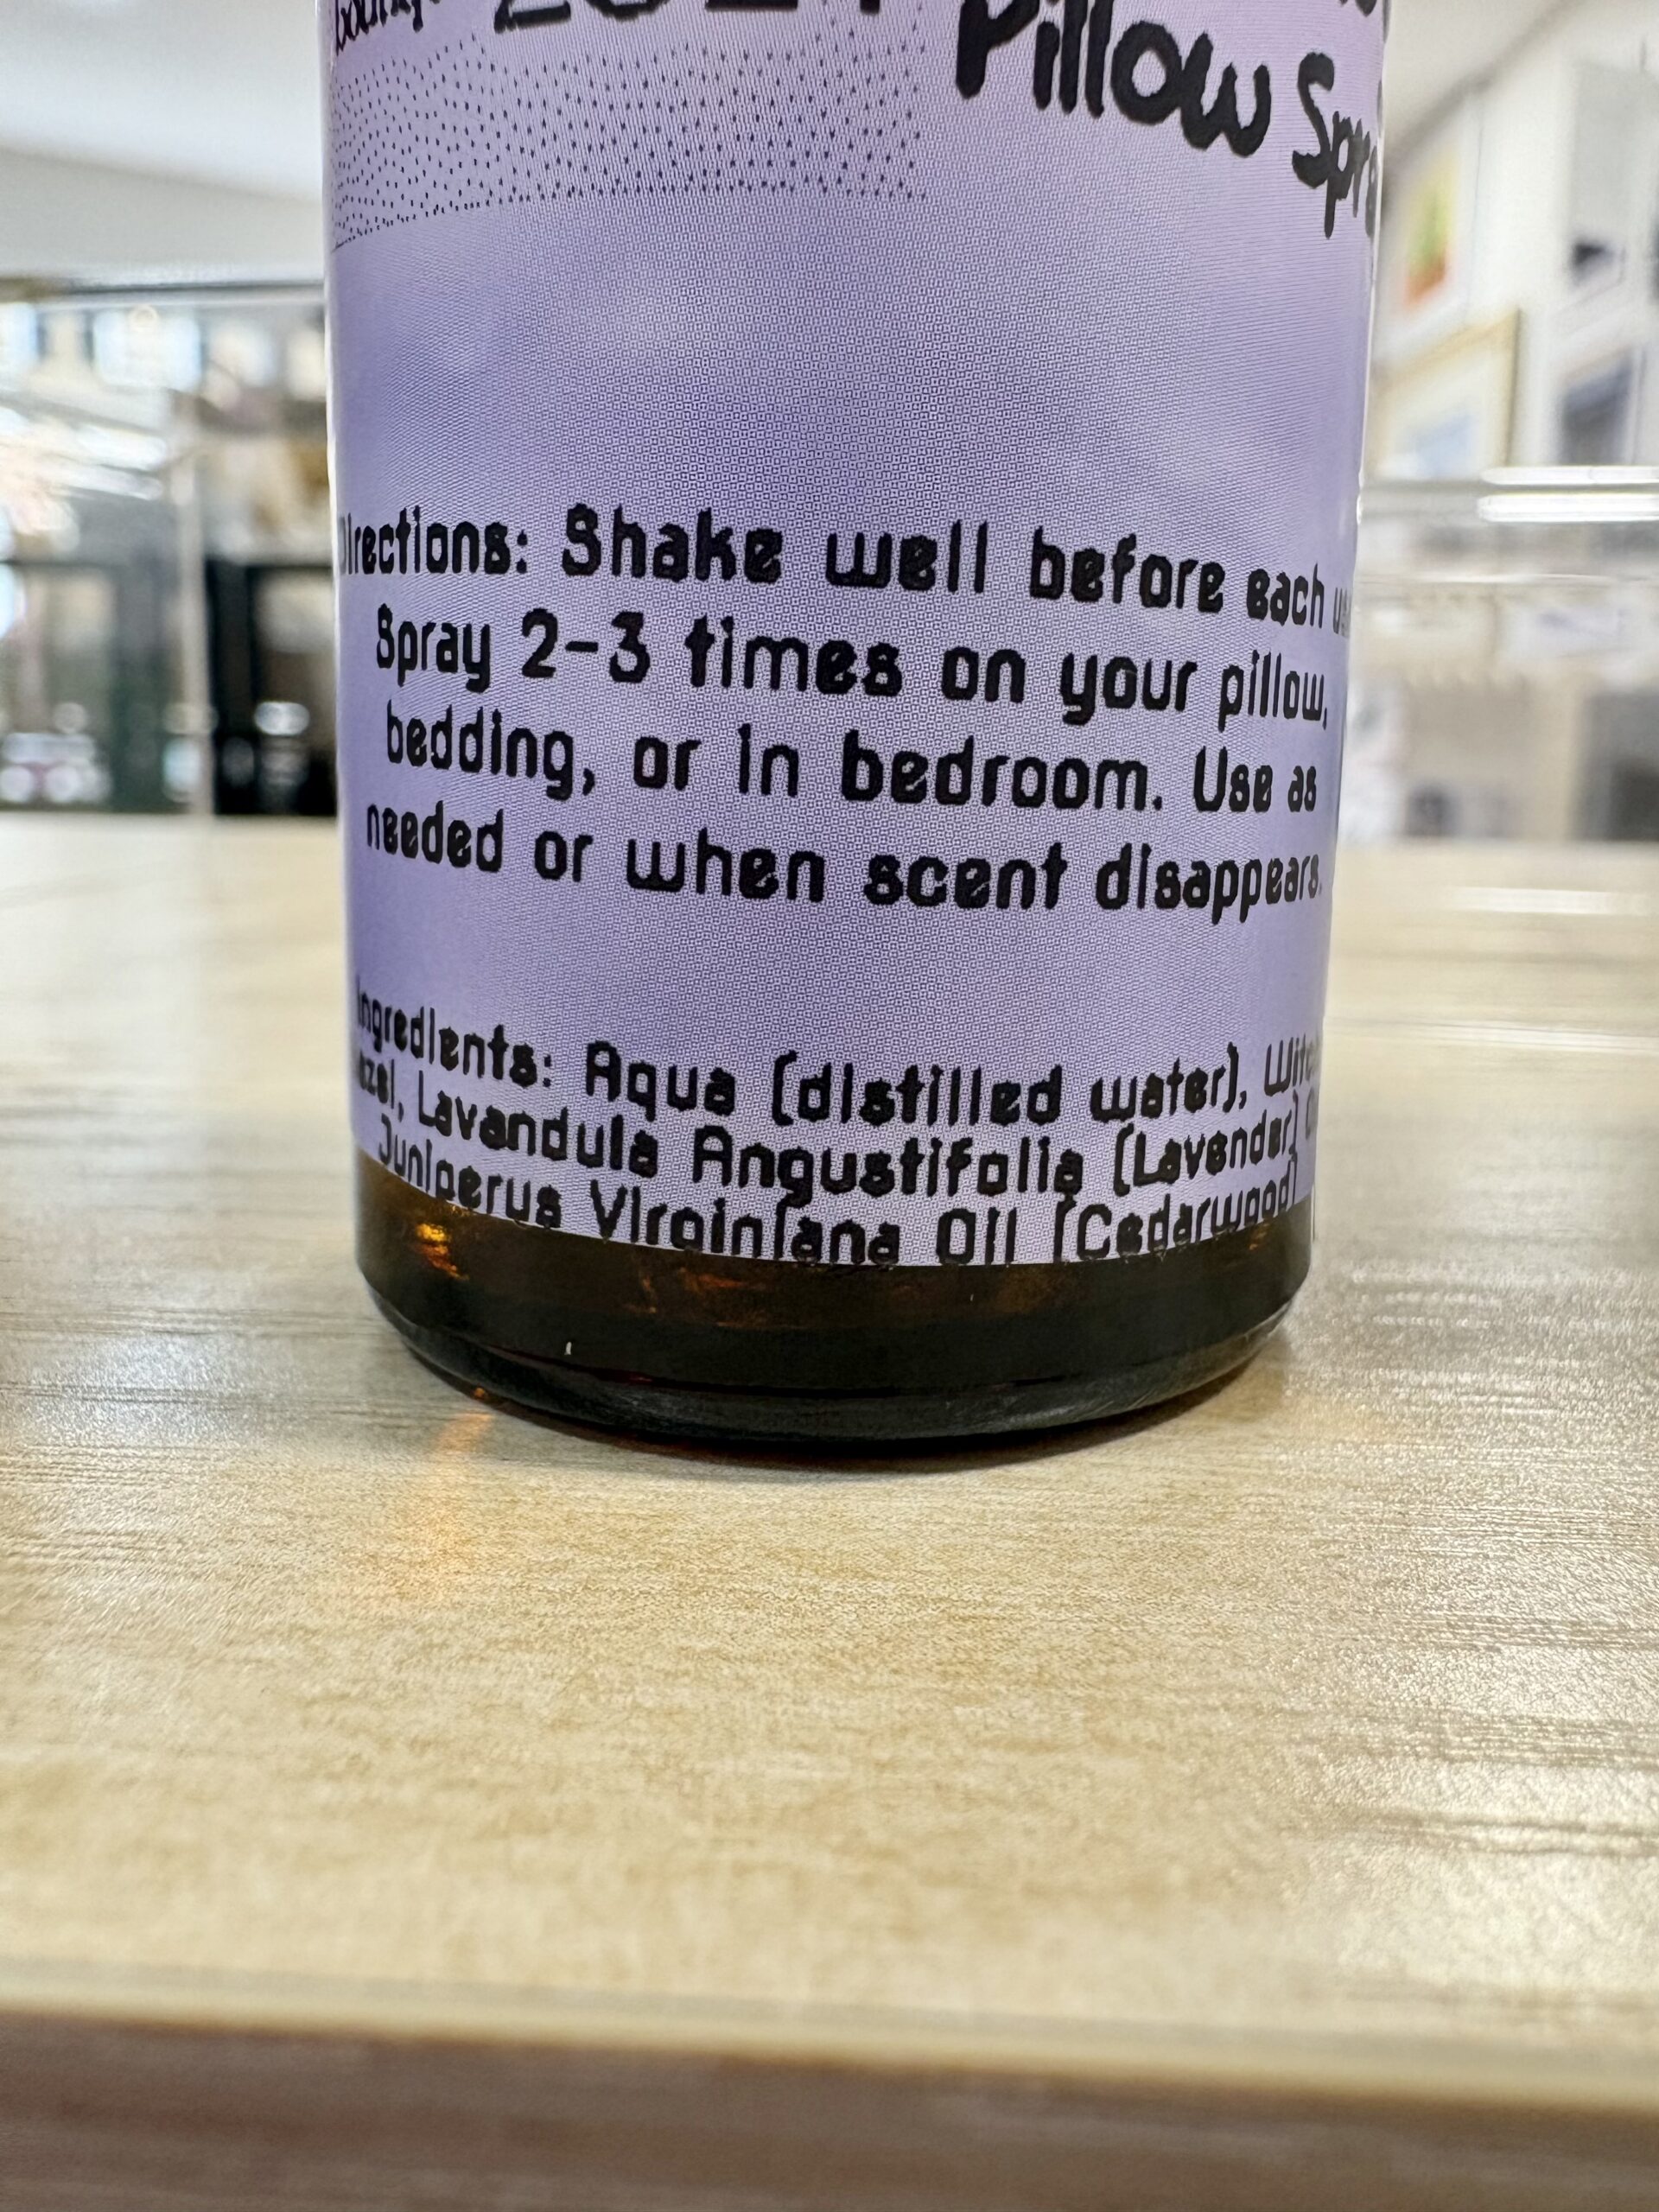 Pillow
Directions: Shake well before each
Spray 2-3 times on your pillow,
bedding, or in bedroom. Use as
needed or when scent disappears.
Ingredients: Aqua (distilled water),
Lavandula Angustifolia (Lavender)
Juniperus Virginiana Oil (Cedarwood)